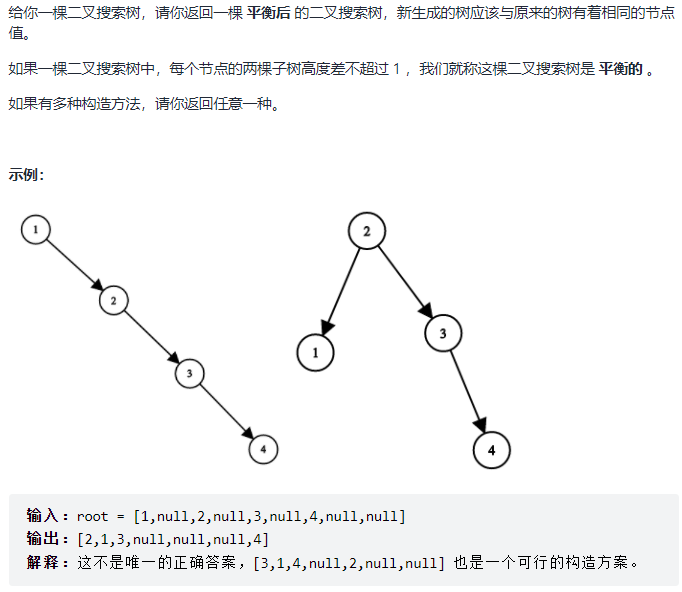 给你一棵二叉搜索树，请你返回一棵 平衡后 的二叉搜索树，新生成的树应该与原来的树有着相同的节点
值。
如果一棵二叉搜索树中，每个节点的两棵子树高度差不超过 1 ，我们就称这棵二叉搜索树是 平衡的 。
如果有多种构造方法，请你返回任意一种。
示例：
1
2
3
4
2
1
3
4
输入：root = [1,null,2,null,3,null,4,null,null]
输出：[2,1,3,null,null,null,4]
解释：这不是唯一的正确答案，[3,1,4,null,2,null,null] 也是一个可行的构造方案。